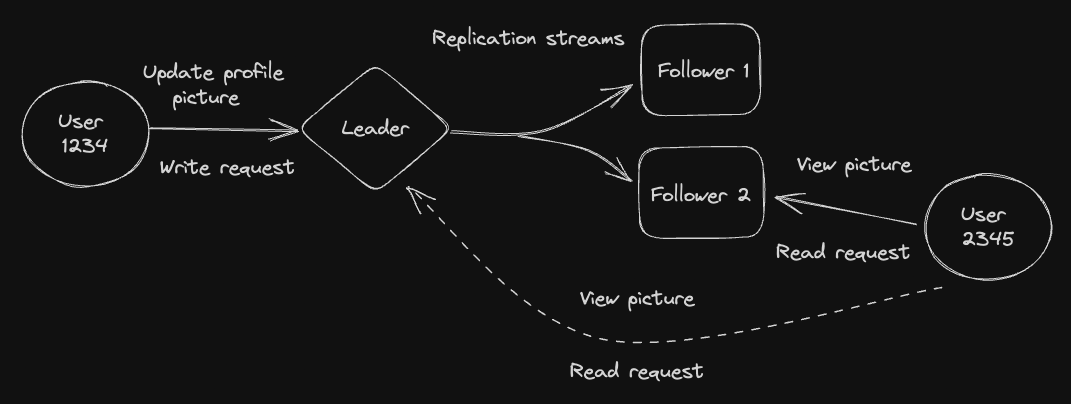 Replication streams
Update profile
picture
Follower 1
User
1234
Leader
Write request
View picture
Follower 2
User
2345
Read request
View picture
Read request